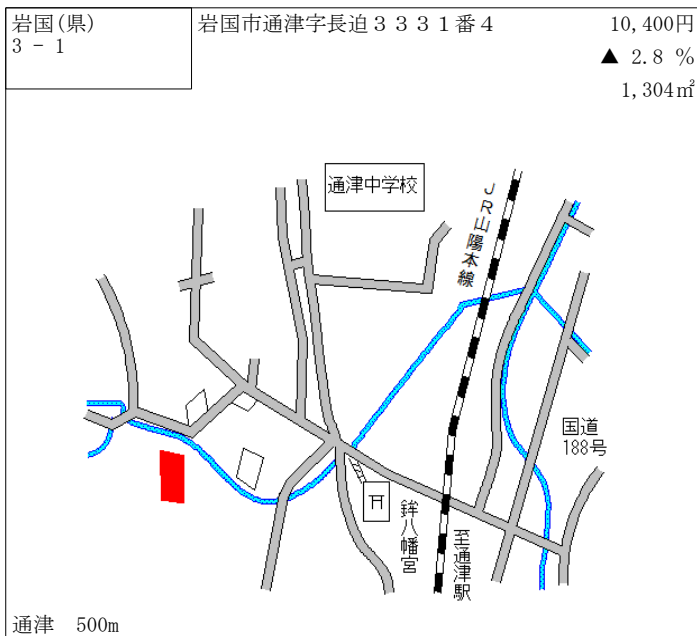 岩国(県)
3 - 1
岩国市通津字長迫３３３１番４
10,400円
▲ 2.8 %
1,304㎡
通津中学校
ＪＲ山陽本線
国道
188号
鉾八幡宮
至通津駅
通津　500m